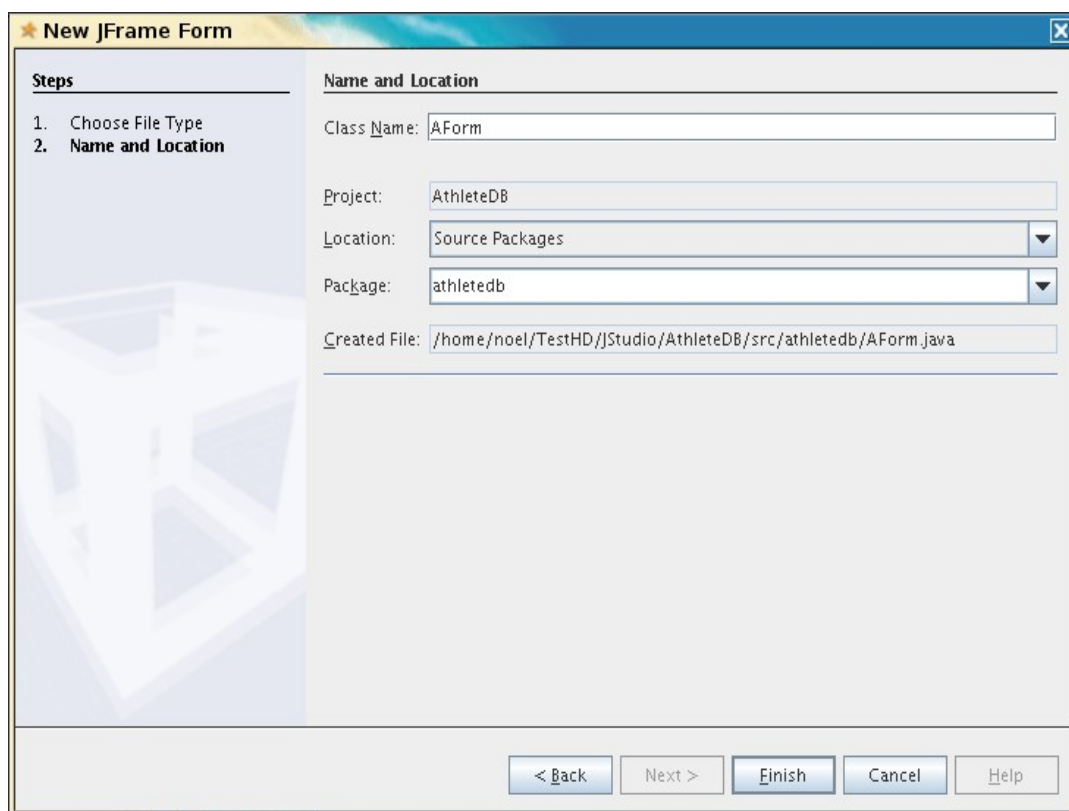 New JFrame Form
Steps
1. Choose File Type
2. Name and Location
Name and Location
Class Name: AForm
Project: AthleteDB
Location: Source Packages
Package: athletedb
Created File: /home/noel/TestHD/JStudio/AthleteDB/src/athletedb/AForm.java
< Back Next > Finish Cancel Help